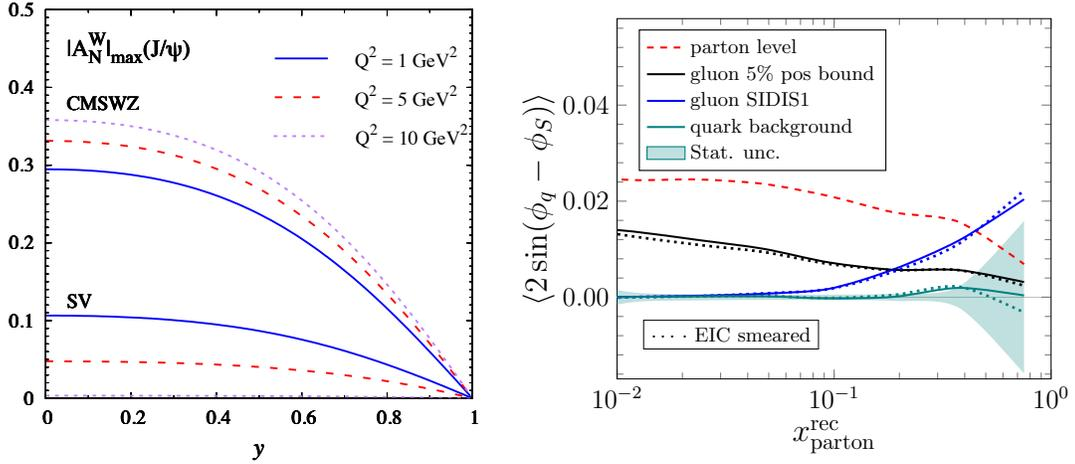 0.5
0.4
0.3
0.2
0.1
0
|A_N^W|_max(J/ψ)
CMSWZ
SV
Q² = 1 GeV²
Q² = 5 GeV²
Q² = 10 GeV²
0 0.2 0.4 0.6 0.8 1
y
⟨2 sin(ϕ_q − ϕ_S)⟩
0.04
0.02
0.00
parton level
gluon 5% pos bound
gluon SIDIS1
quark background
Stat. unc.
EIC smeared
10⁻² 10⁻¹ 10⁰
x_parton^rec